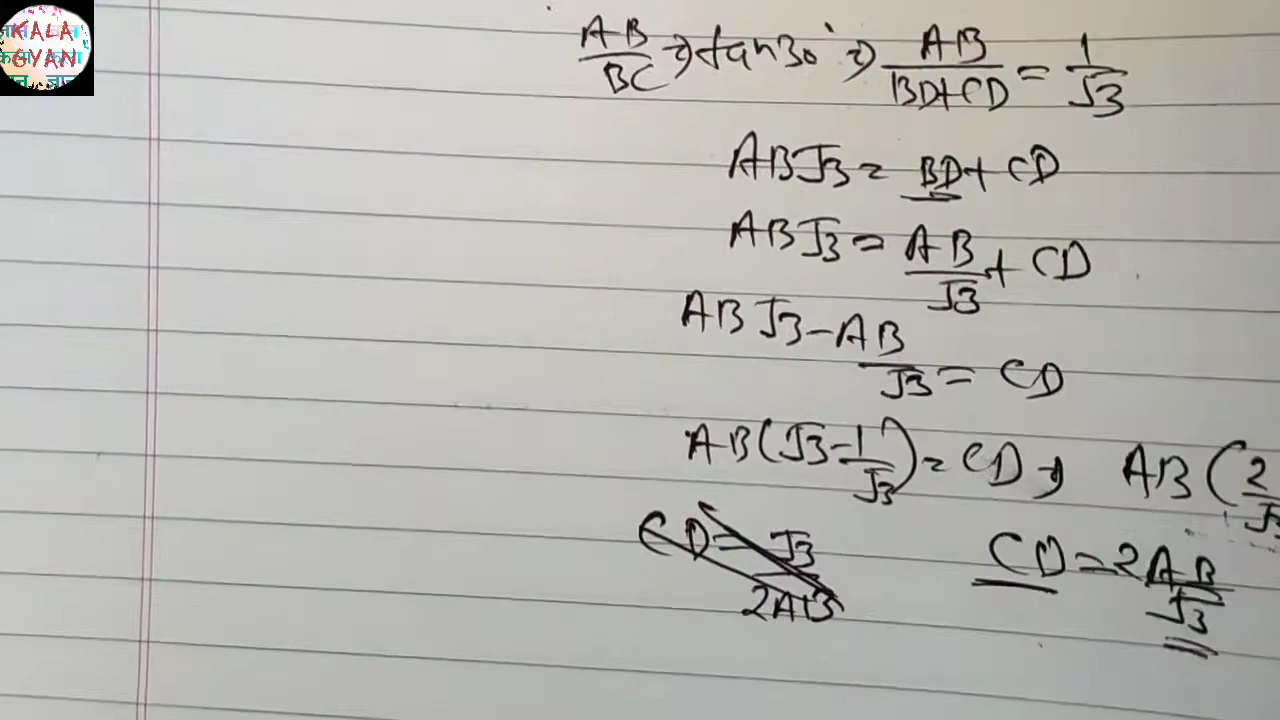 KALA
GYAN
AB/BC ⇒ tan30° ⇒ AB/(BD+CD) = 1/√3
AB√3 = BD + CD
AB√3 = AB/√3 + CD
AB√3 - AB/√3 = CD
AB(√3 - 1/√3) = CD ⇒ AB(2/√3
CD = √3/2AB
CD = 2AB/√3